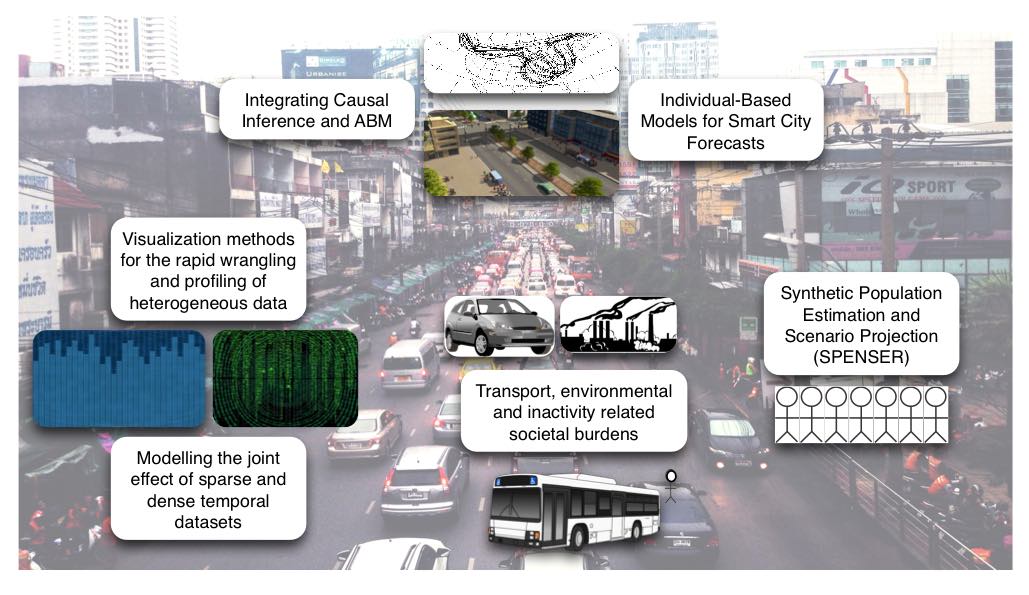 URBANISE
Integrating Causal
Inference and ABM
Individual-Based
Models for Smart City
Forecasts
SPORT
Visualization methods
for the rapid wrangling
and profiling of
heterogeneous data
Synthetic Population
Estimation and
Scenario Projection
(SPENSER)
Transport, environmental
and inactivity related
societal burdens
Modelling the joint
effect of sparse and
dense temporal
datasets